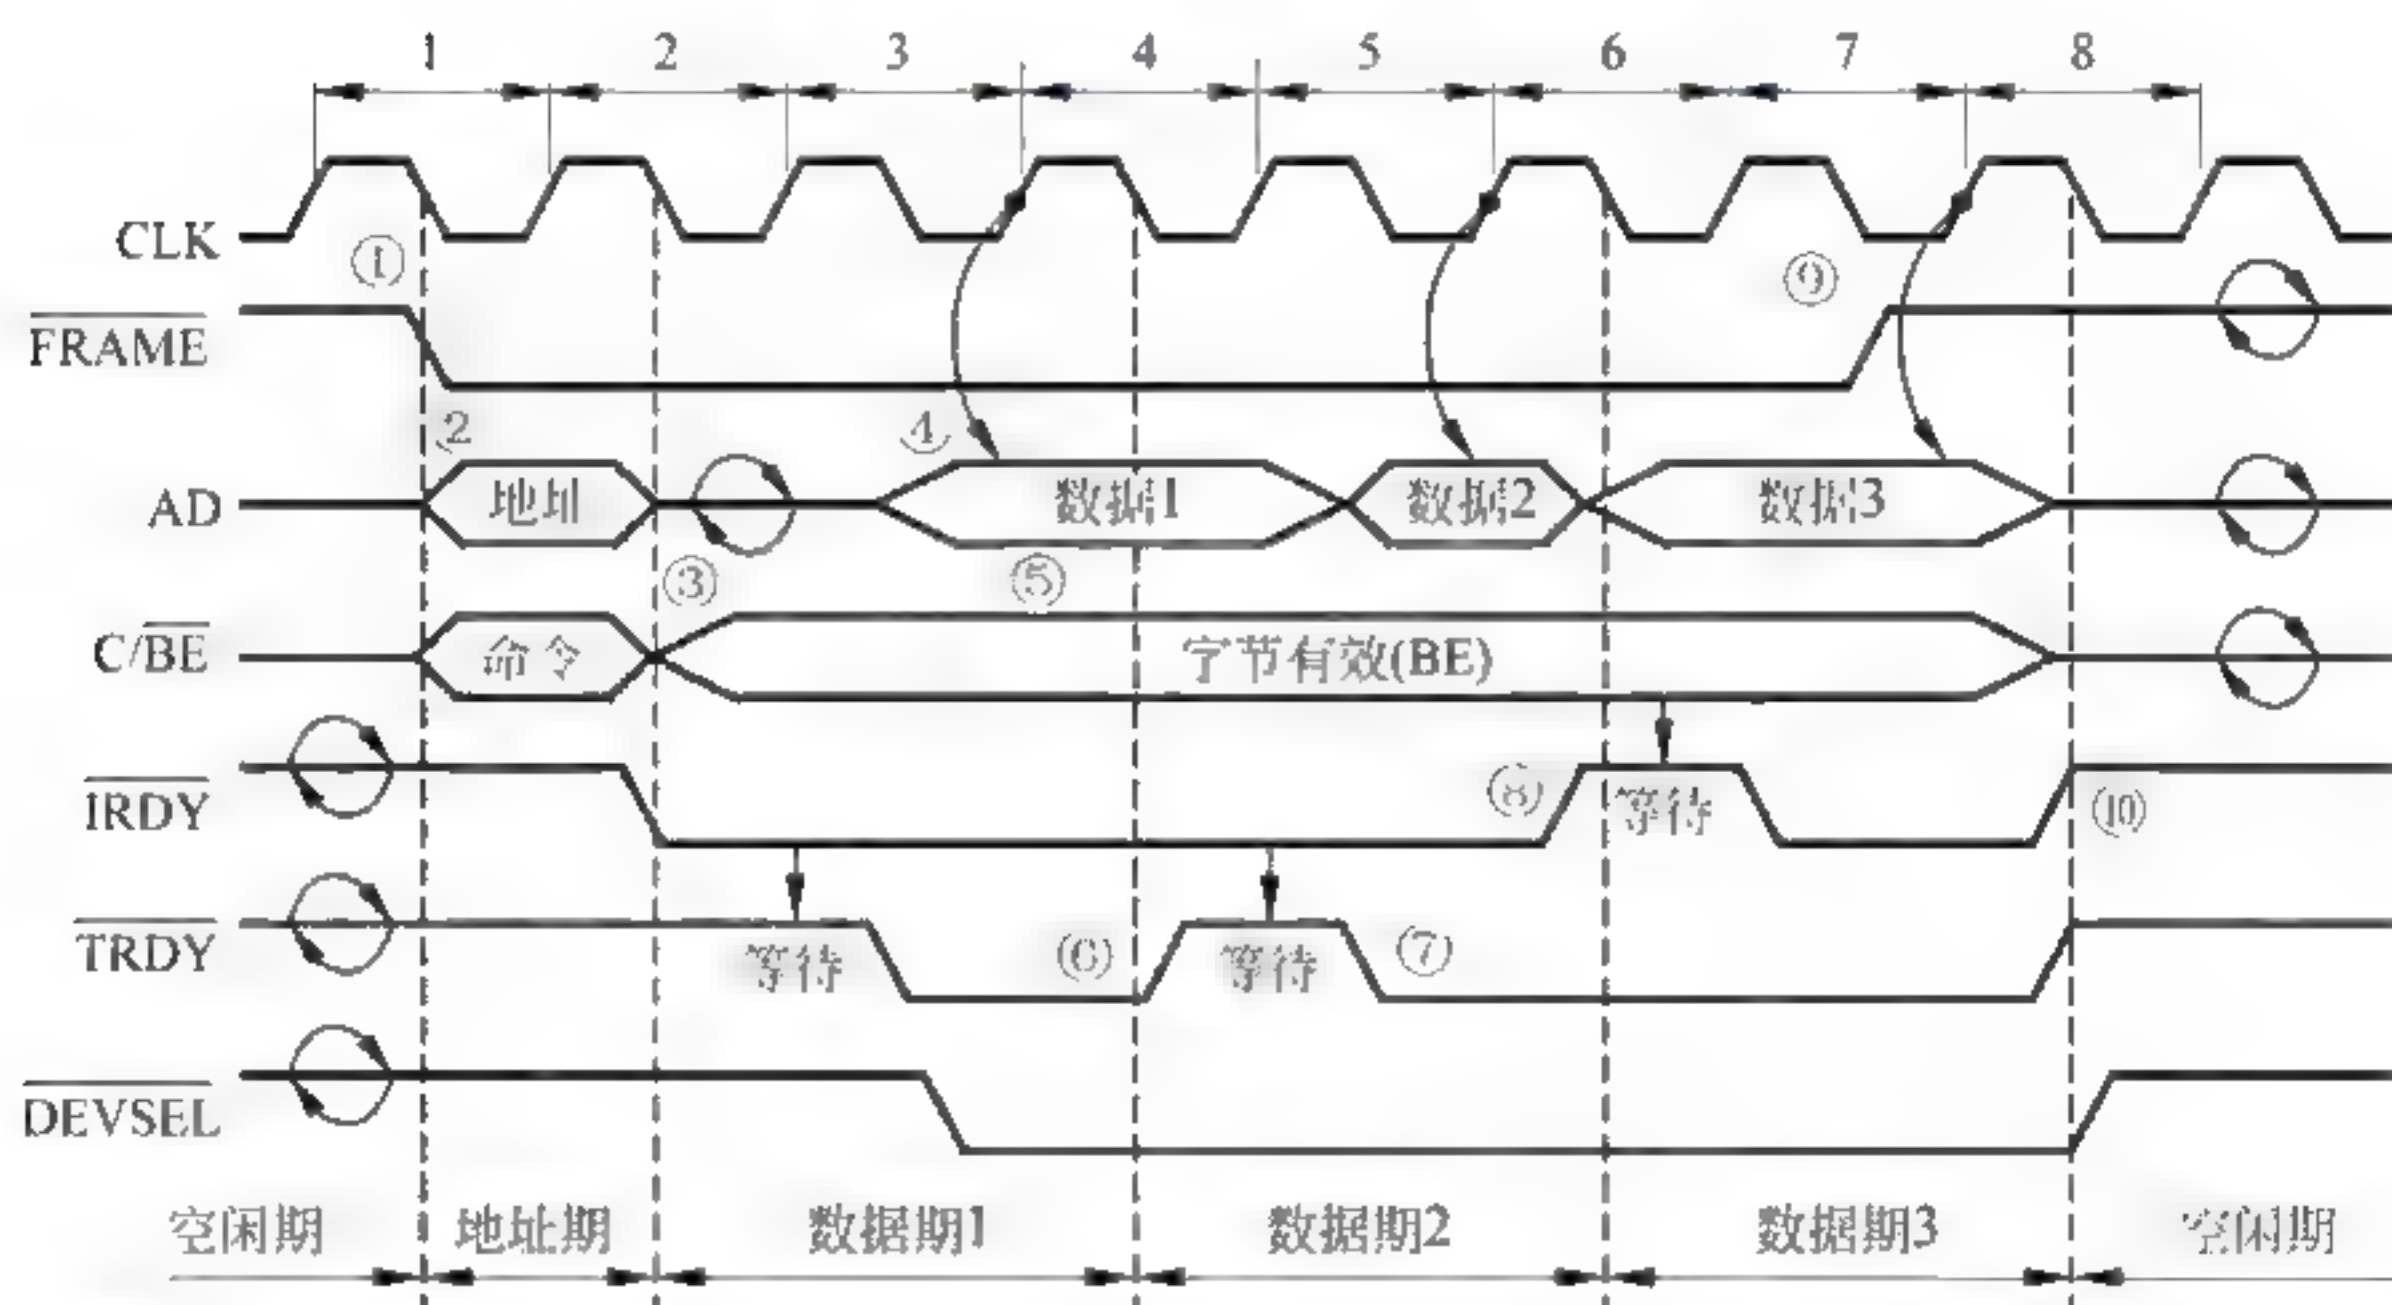 1 2 3 4 5 6 7 8
CLK
①
⑨
FRAME
②
④
AD
地址
数据1
数据2
数据3
③
⑤
C/BE
命令
字节有效(BE)
IRDY
⑧
等待
⑩
TRDY
等待
⑥
等待
⑦
DEVSEL
空闲期 地址期 数据期1 数据期2 数据期3 空闲期